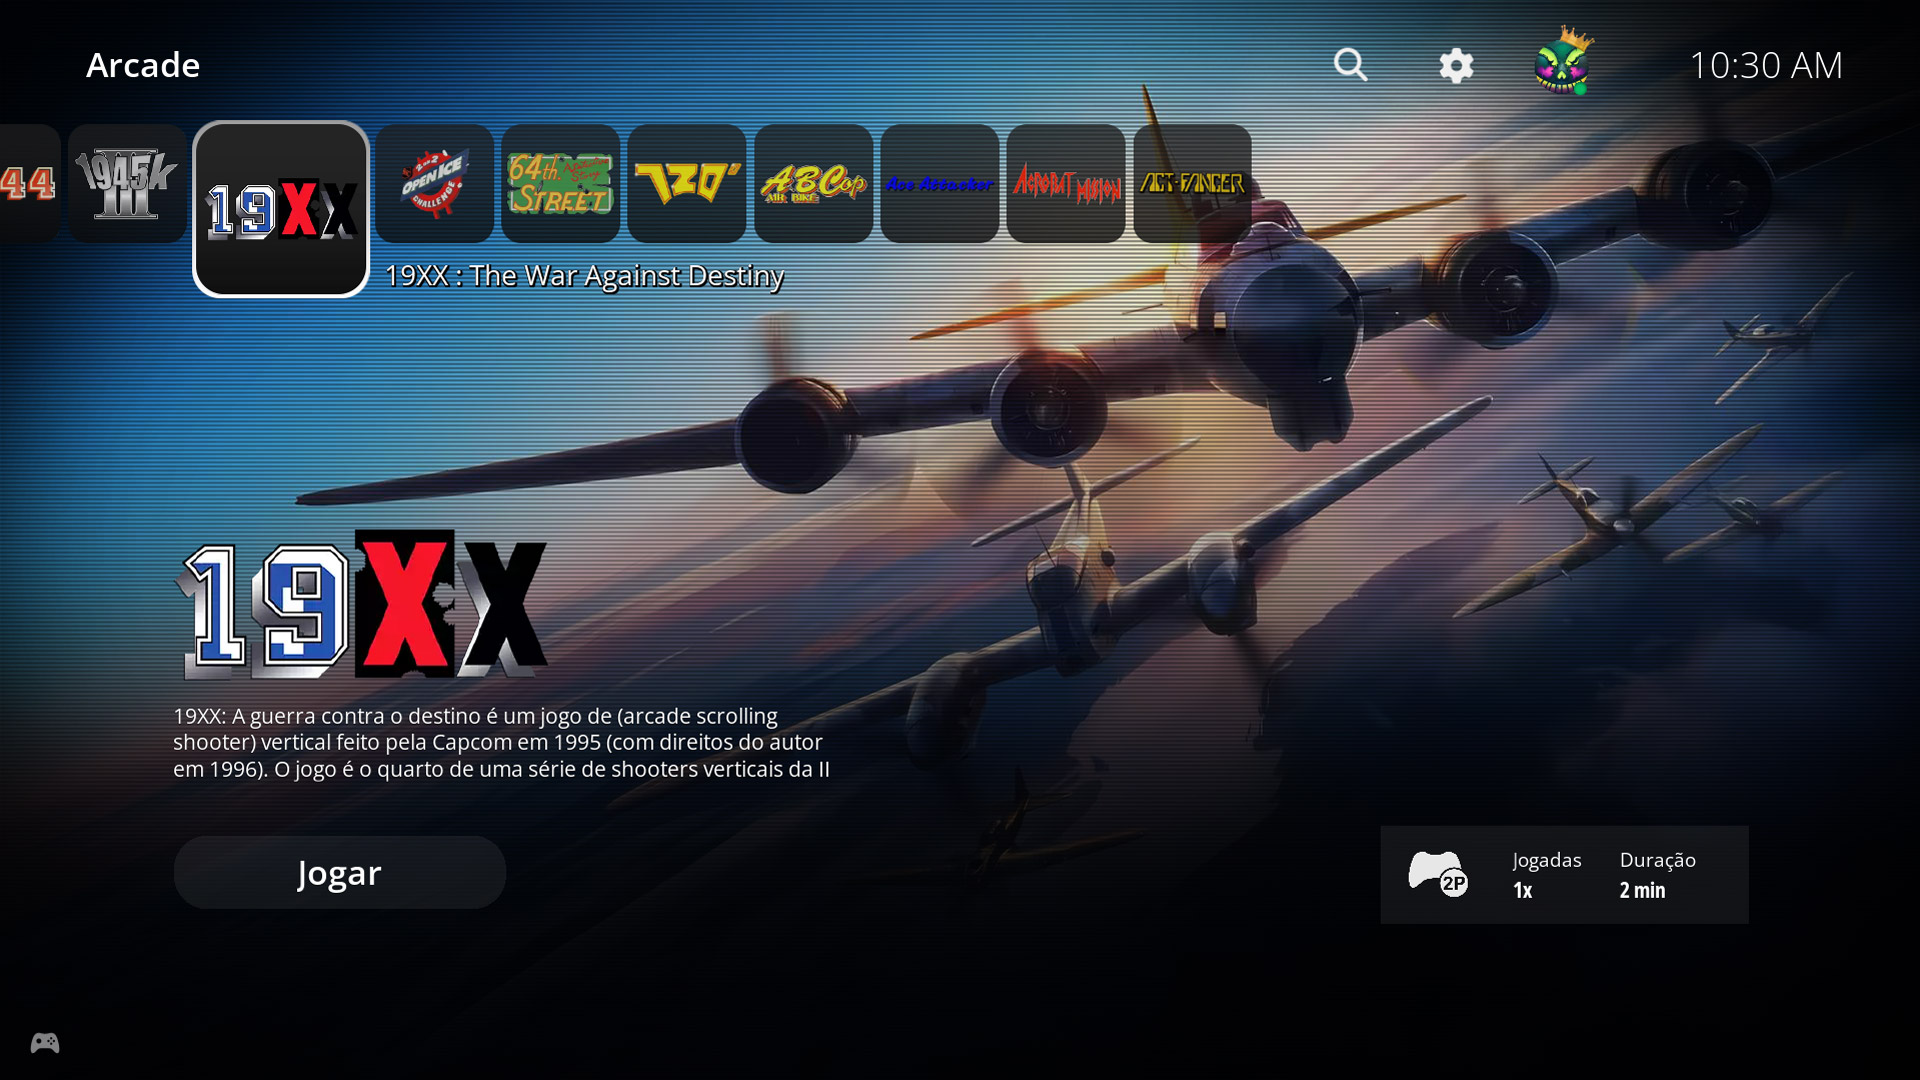 Arcade
10:30 AM
44
1945k
III
19XX
2 on 2
OPEN ICE
CHALLENGE
64th.
STREET
720°
A.B.Cop
AIR BIKE
Ace Attacker
ACROBAT MISSION
ACT-FANCER
19XX : The War Against Destiny
19XX
19XX: A guerra contra o destino é um jogo de (arcade scrolling
shooter) vertical feito pela Capcom em 1995 (com direitos do autor
em 1996). O jogo é o quarto de uma série de shooters verticais da II
Jogar
2P
Jogadas
Duração
1x
2 min